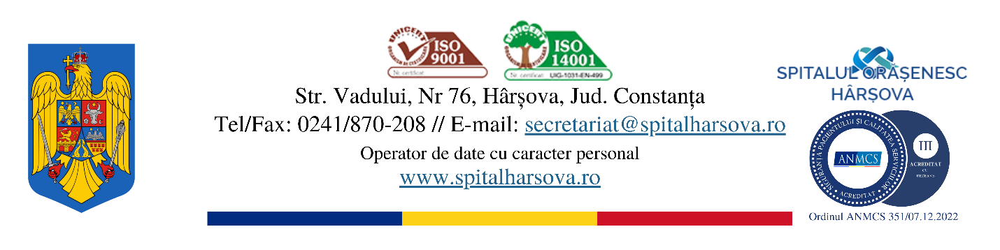 UNICERT
ISO
9001
ORGANISM DE CERTIFICARE
Nr. certificat
UNICERT
ISO
14001
Nr. certificat UIG-1031-EN-499
Str. Vadului, Nr 76, Hârșova, Jud. Constanța
Tel/Fax: 0241/870-208 // E-mail: secretariat@spitalharsova.ro
Operator de date cu caracter personal
www.spitalharsova.ro
SPITALUL ORĂȘENESC
HÂRȘOVA
SIGURANȚA PACIENTULUI ȘI CALITATEA SERVICIILOR
ANMCS
ACREDITAT
III
ACREDITAT
CU
REZERVE
Ordinul ANMCS 351/07.12.2022